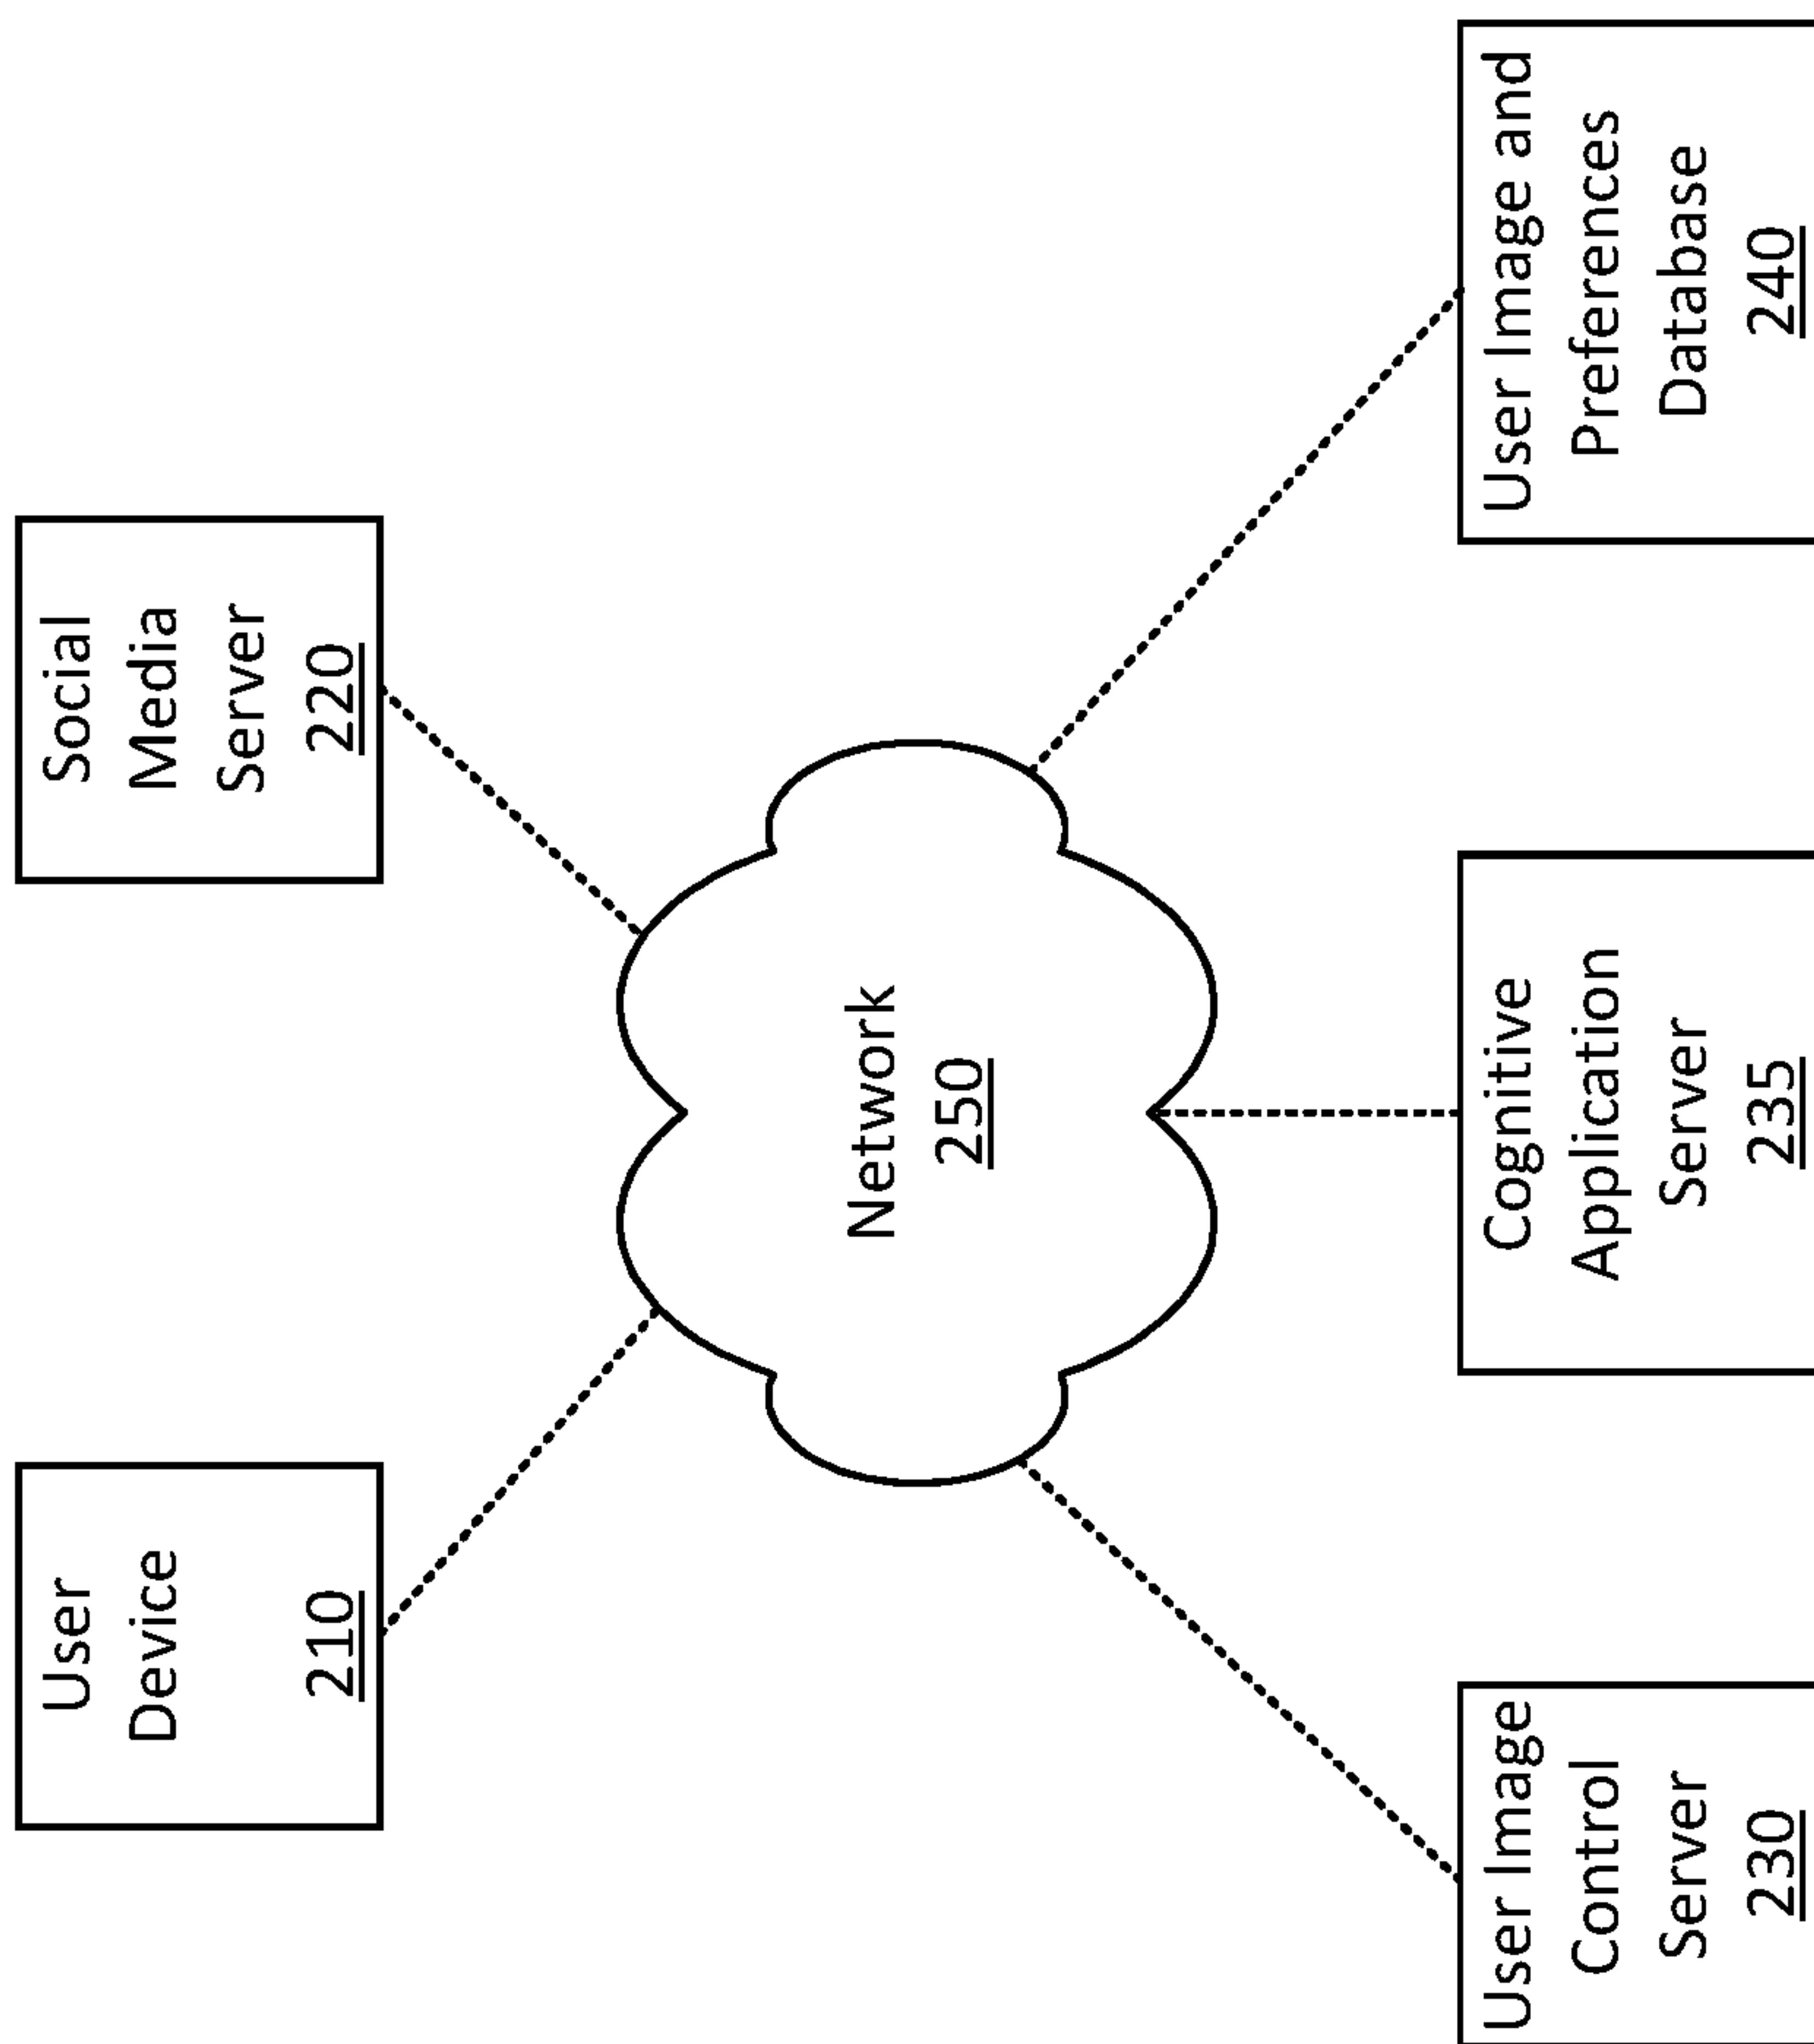 User
Device
210
Social
Media
Server
220
Network
250
User Image
Control
Server
230
Cognitive
Application
Server
235
User Image and
Preferences
Database
240